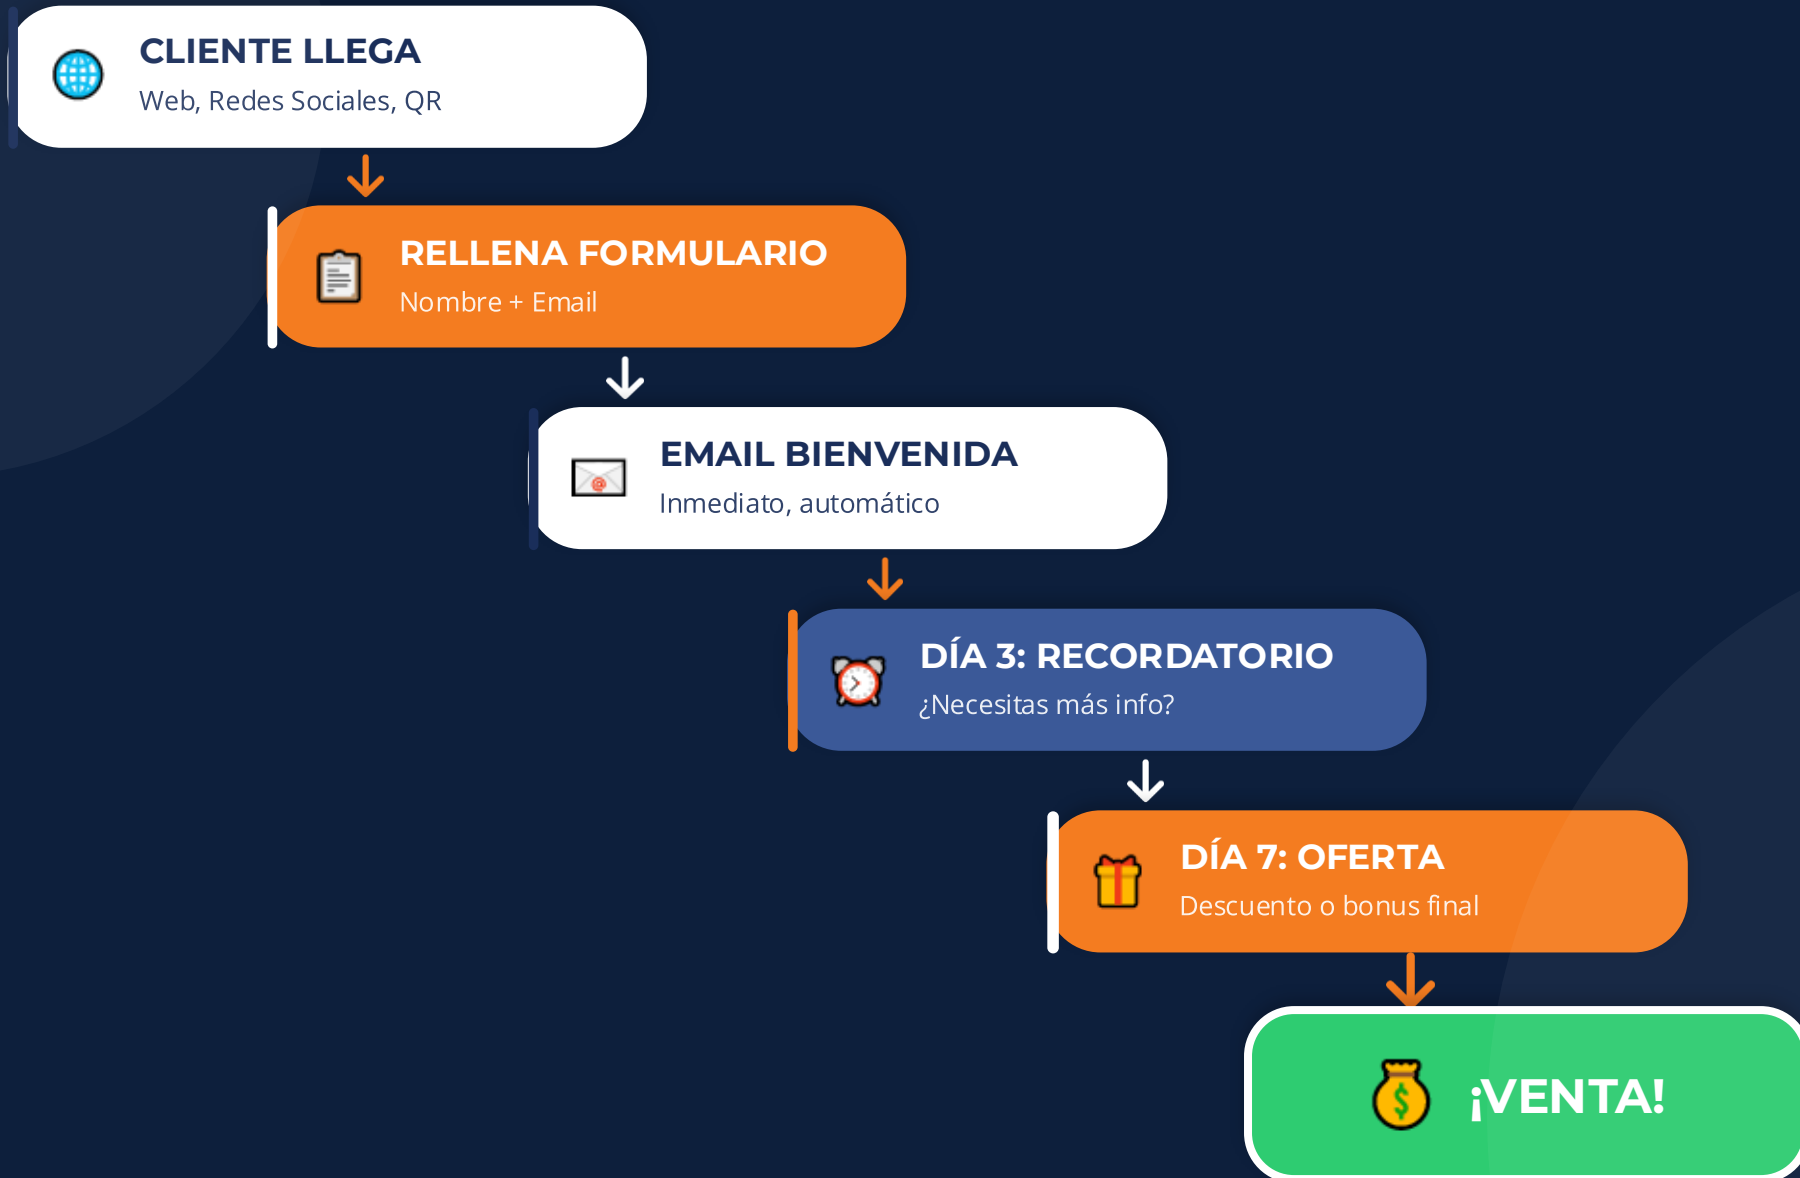 CLIENTE LLEGA
Web, Redes Sociales, QR
RELLENA FORMULARIO
Nombre + Email
EMAIL BIENVENIDA
Inmediato, automático
DÍA 3: RECORDATORIO
¿Necesitas más info?
DÍA 7: OFERTA
Descuento o bonus final
¡VENTA!